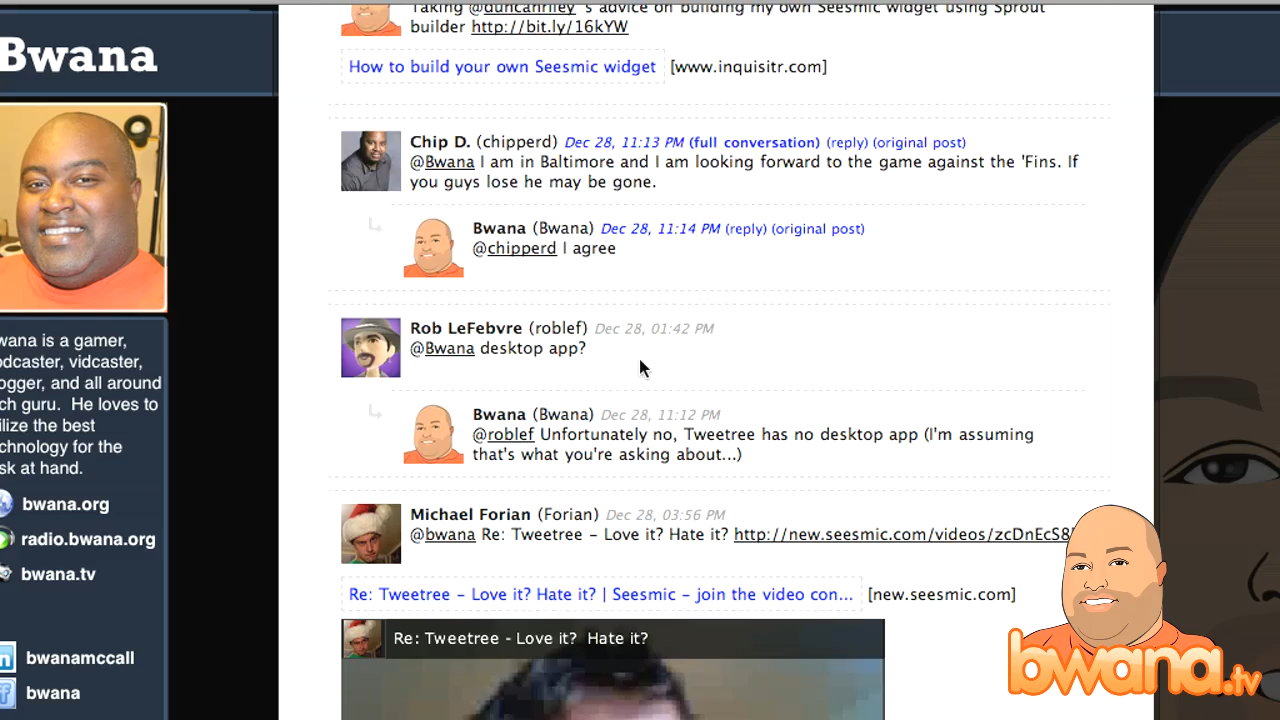 Bwana
Taking @duncanriley 's advice on building my own Seesmic widget using Sprout
builder http://bit.ly/16kYW
How to build your own Seesmic widget [www.inquisitr.com]
Chip D. (chipperd) Dec 28, 11:13 PM (full conversation) (reply) (original post)
@Bwana I am in Baltimore and I am looking forward to the game against the 'Fins. If
you guys lose he may be gone.
Bwana (Bwana) Dec 28, 11:14 PM (reply) (original post)
@chipperd I agree
Rob LeFebvre (roblef) Dec 28, 01:42 PM
@Bwana desktop app?
Bwana (Bwana) Dec 28, 11:12 PM
@roblef Unfortunately no, Tweetree has no desktop app (I'm assuming
that's what you're asking about...)
Michael Forian (Forian) Dec 28, 03:56 PM
@bwana Re: Tweetree – Love it? Hate it? http://new.seesmic.com/videos/zcDnEcS8
Re: Tweetree – Love it? Hate it? | Seesmic – join the video con... [new.seesmic.com]
Re: Tweetree - Love it? Hate it?
wana is a gamer,
odcaster, vidcaster,
ogger, and all around
ch guru. He loves to
ilize the best
chnology for the
sk at hand.
bwana.org
radio.bwana.org
bwana.tv
bwanamccall
bwana
bwana.tv